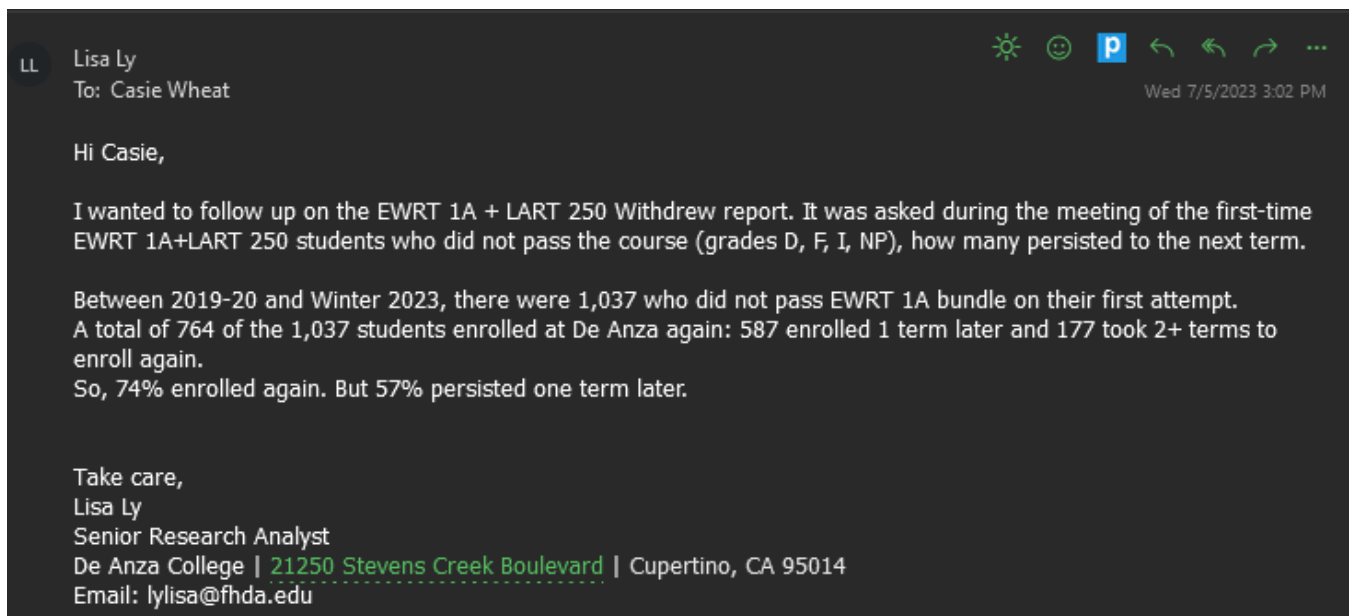 LL
Lisa Ly
To: Casie Wheat
p
Wed 7/5/2023 3:02 PM
Hi Casie,
I wanted to follow up on the EWRT 1A + LART 250 Withdrew report. It was asked during the meeting of the first-time
EWRT 1A+LART 250 students who did not pass the course (grades D, F, I, NP), how many persisted to the next term.
Between 2019-20 and Winter 2023, there were 1,037 who did not pass EWRT 1A bundle on their first attempt.
A total of 764 of the 1,037 students enrolled at De Anza again: 587 enrolled 1 term later and 177 took 2+ terms to
enroll again.
So, 74% enrolled again. But 57% persisted one term later.
Take care,
Lisa Ly
Senior Research Analyst
De Anza College | 21250 Stevens Creek Boulevard | Cupertino, CA 95014
Email: lylisa@fhda.edu